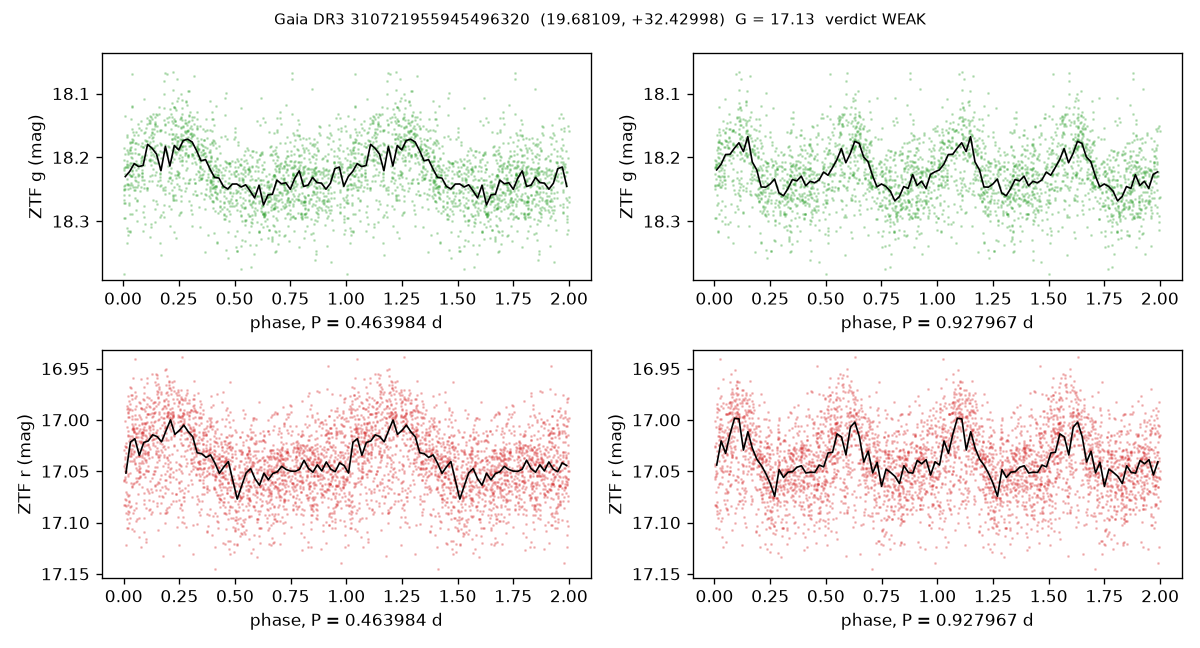 Gaia DR3 310721955945496320 (19.68109, +32.42998) G = 17.13 verdict WEAK
ZTF g (mag)
18.1
18.2
18.3
0.00 0.25 0.50 0.75 1.00 1.25 1.50 1.75 2.00
phase, P = 0.463984 d
ZTF g (mag)
18.1
18.2
18.3
0.00 0.25 0.50 0.75 1.00 1.25 1.50 1.75 2.00
phase, P = 0.927967 d
ZTF r (mag)
16.95
17.00
17.05
17.10
17.15
0.00 0.25 0.50 0.75 1.00 1.25 1.50 1.75 2.00
phase, P = 0.463984 d
ZTF r (mag)
16.95
17.00
17.05
17.10
17.15
0.00 0.25 0.50 0.75 1.00 1.25 1.50 1.75 2.00
phase, P = 0.927967 d